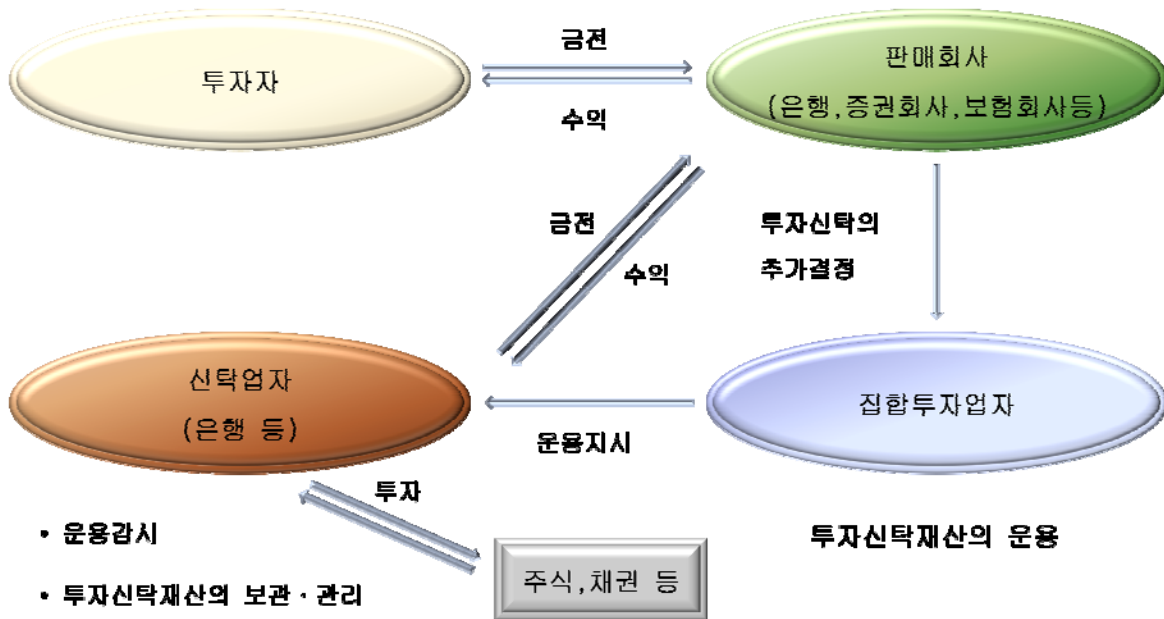 금전
투자자
판매회사
(은행,증권회사,보험회사등)
수익
금전
수익
투자신탁의
추가결정
신탁업자
(은행 등)
집합투자업자
운용지시
투자
• 운용감시
투자신탁재산의 운용
주식,채권 등
• 투자신탁재산의 보관·관리